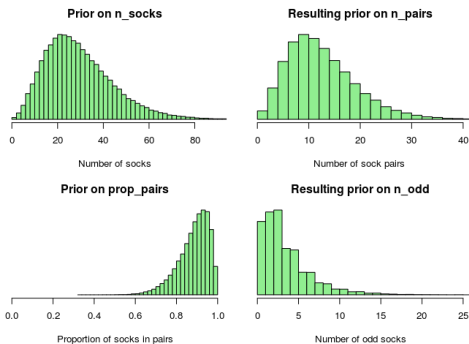 Prior on n_socks
0 20 40 60 80
Number of socks
Resulting prior on n_pairs
0 10 20 30 40
Number of sock pairs
Prior on prop_pairs
0.0 0.2 0.4 0.6 0.8 1.0
Proportion of socks in pairs
Resulting prior on n_odd
0 5 10 15 20 25
Number of odd socks